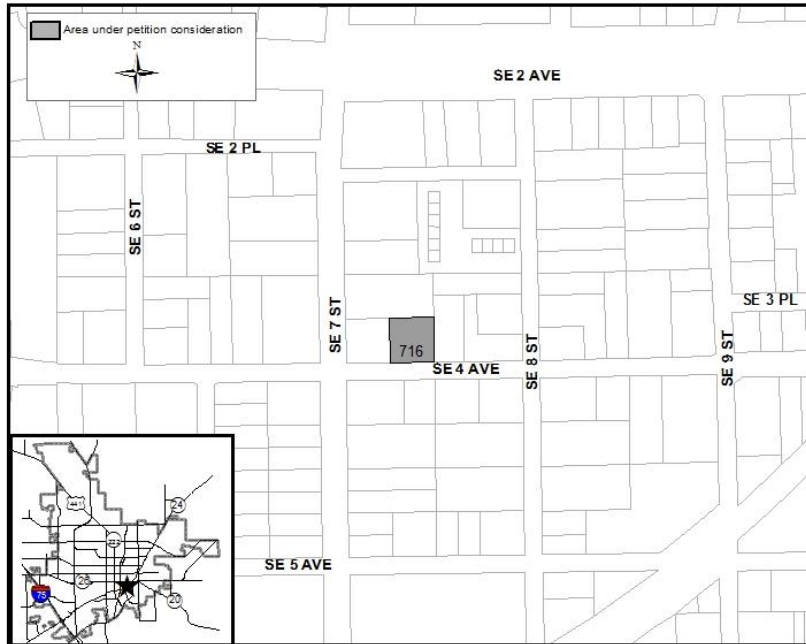 Area under petition consideration
N
SE 2 AVE
SE 2 PL
SE 6 ST
SE 7 ST
SE 8 ST
SE 9 ST
SE 3 PL
716
SE 4 AVE
SE 5 AVE
441
24
222
26
20
75